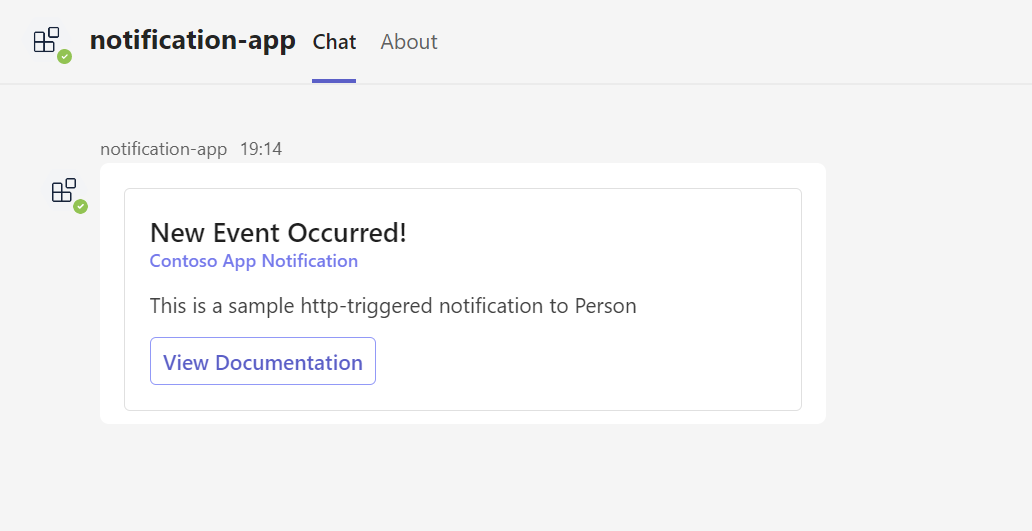 notification-app Chat About
notification-app 19:14
New Event Occurred!
Contoso App Notification
This is a sample http-triggered notification to Person
View Documentation